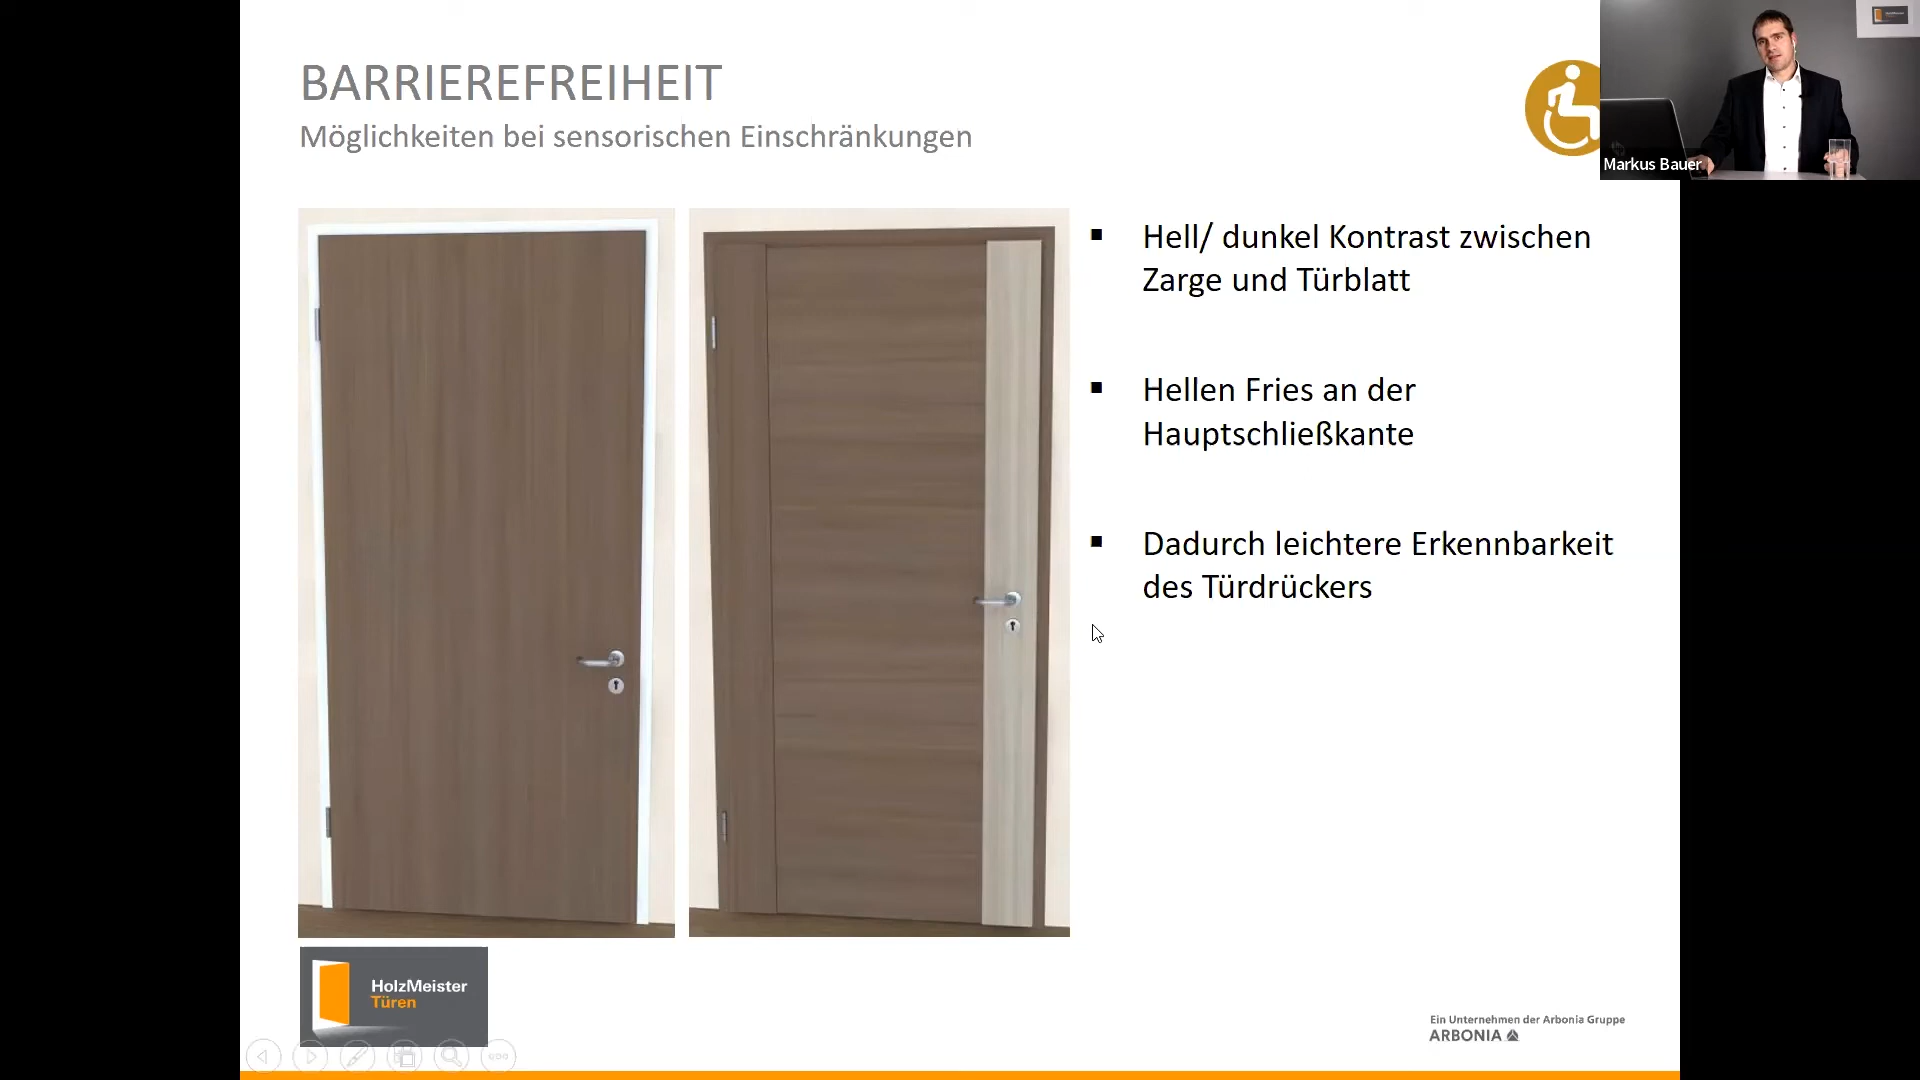 BARRIEREFREIHEIT
Möglichkeiten bei sensorischen Einschränkungen
Markus Bauer
▪ Hell/ dunkel Kontrast zwischen
Zarge und Türblatt
▪ Hellen Fries an der
Hauptschließkante
▪ Dadurch leichtere Erkennbarkeit
des Türdrückers
HolzMeister
Türen
Ein Unternehmen der Arbonia Gruppe
ARBONIA